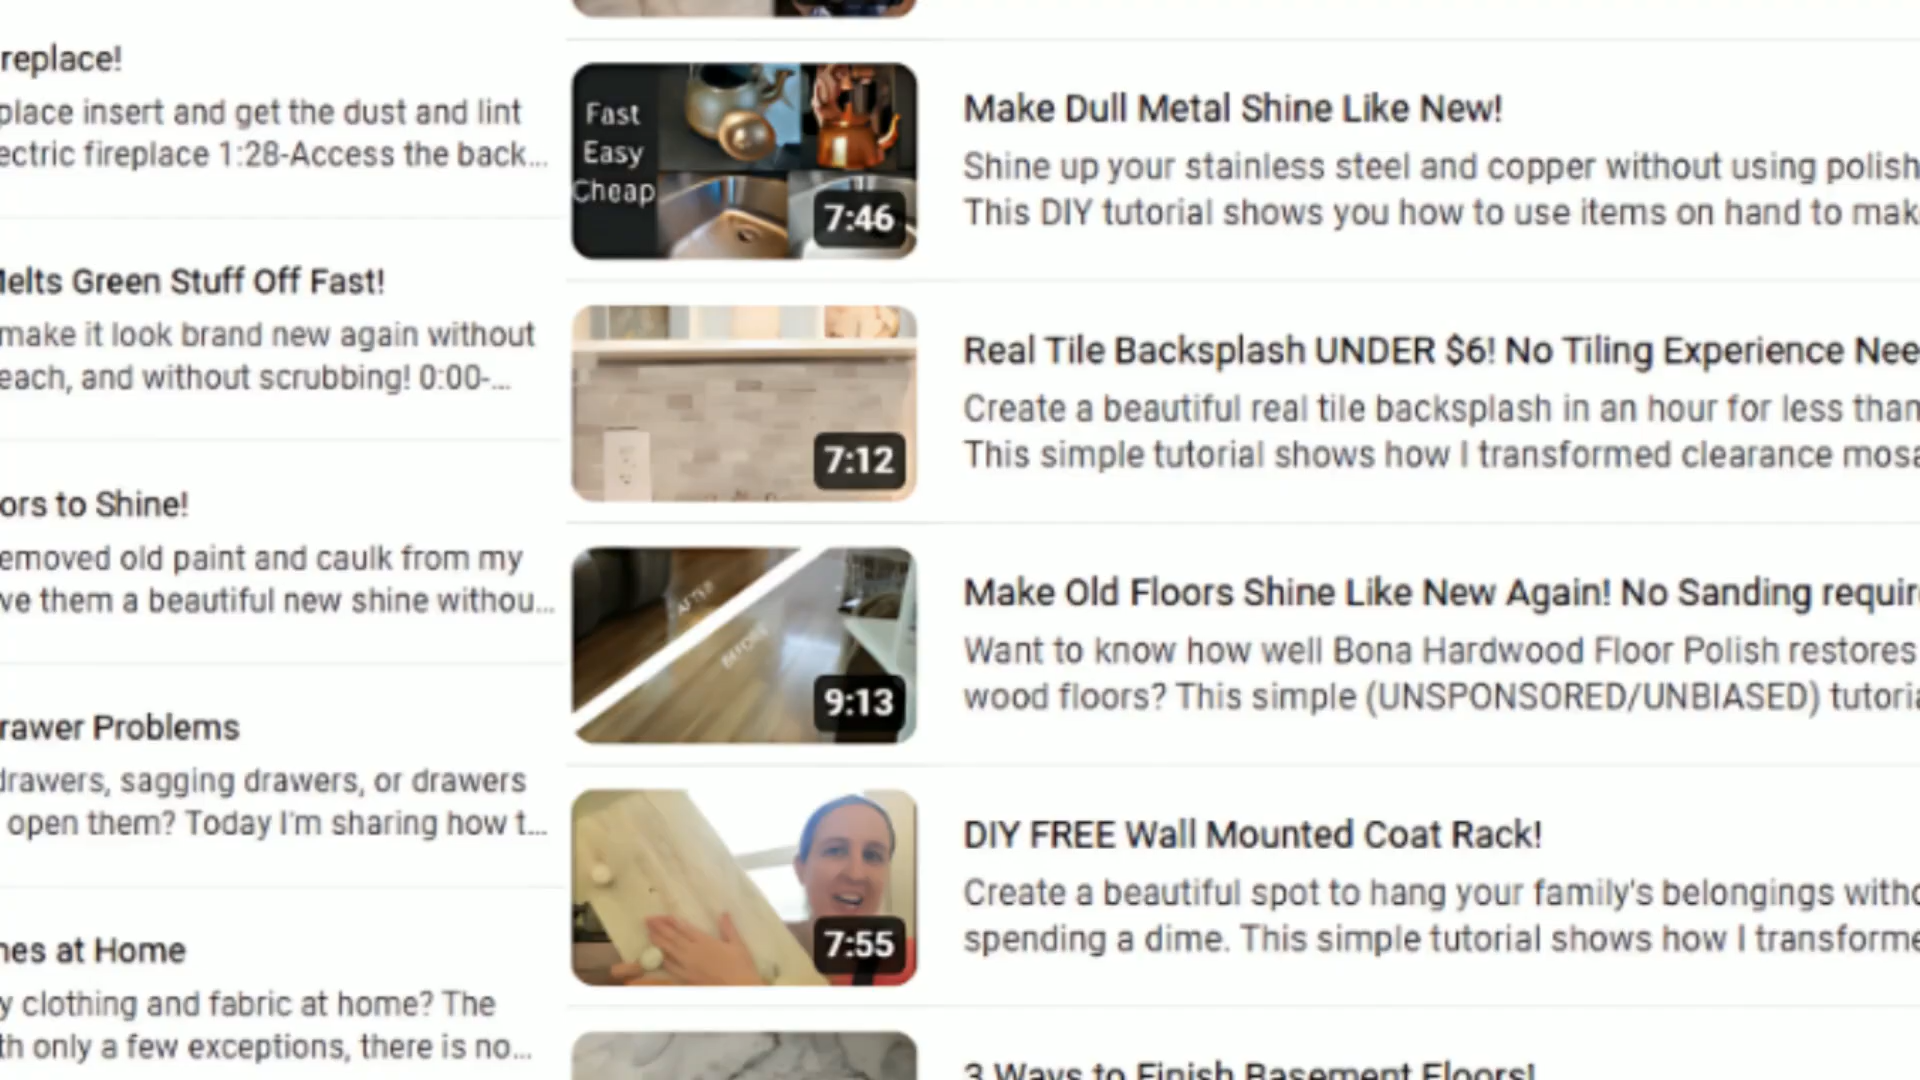 replace!
place insert and get the dust and lint
ectric fireplace 1:28-Access the back...
Melts Green Stuff Off Fast!
make it look brand new again without
each, and without scrubbing! 0:00-...
ors to Shine!
emoved old paint and caulk from my
ve them a beautiful new shine withou...
rawer Problems
drawers, sagging drawers, or drawers
open them? Today I'm sharing how t...
nes at Home
y clothing and fabric at home? The
th only a few exceptions, there is no...
Fast
Easy
Cheap
7:46
Make Dull Metal Shine Like New!
Shine up your stainless steel and copper without using polish
This DIY tutorial shows you how to use items on hand to mak
7:12
Real Tile Backsplash UNDER $6! No Tiling Experience Nee
Create a beautiful real tile backsplash in an hour for less than
This simple tutorial shows how I transformed clearance mosa
AFTER
BEFORE
9:13
Make Old Floors Shine Like New Again! No Sanding requir
Want to know how well Bona Hardwood Floor Polish restores
wood floors? This simple (UNSPONSORED/UNBIASED) tutoria
7:55
DIY FREE Wall Mounted Coat Rack!
Create a beautiful spot to hang your family's belongings witho
spending a dime. This simple tutorial shows how I transforme
3 Ways to Finish Basement Floors!